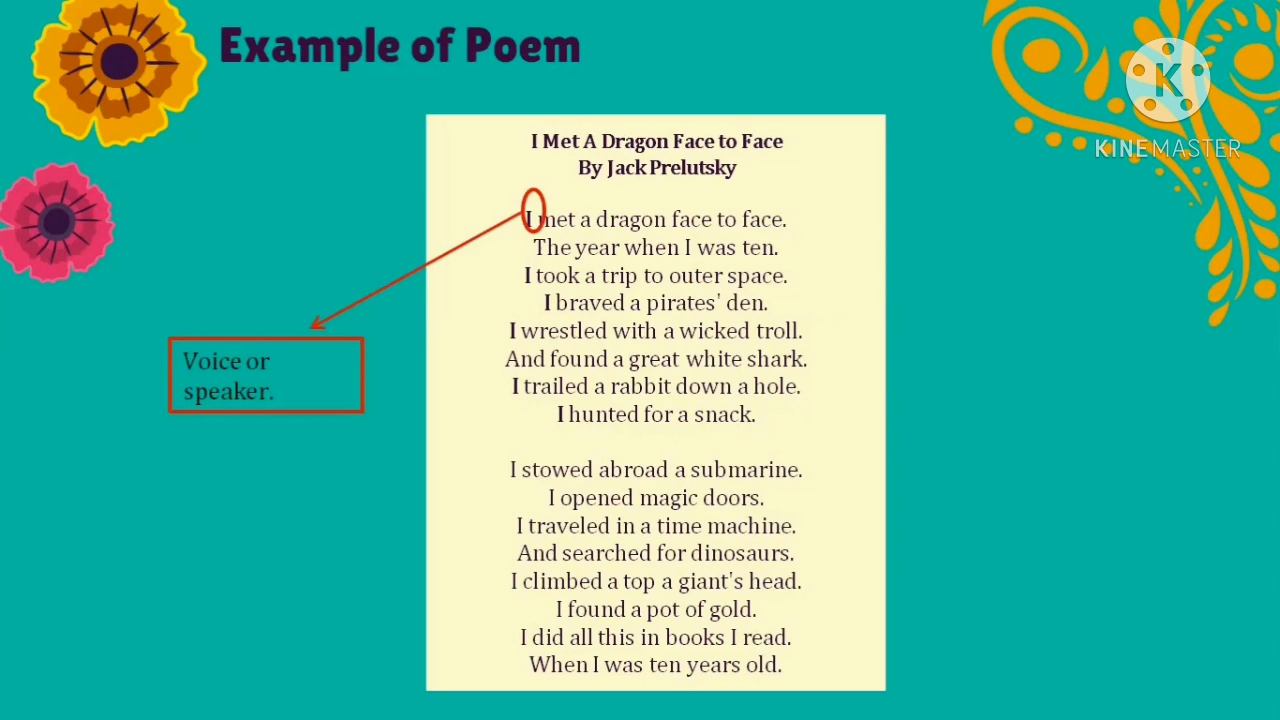 Example of Poem
K
KINEMASTER
I Met A Dragon Face to Face
By Jack Prelutsky
I met a dragon face to face.
The year when I was ten.
I took a trip to outer space.
I braved a pirates' den.
I wrestled with a wicked troll.
And found a great white shark.
I trailed a rabbit down a hole.
I hunted for a snack.
I stowed abroad a submarine.
I opened magic doors.
I traveled in a time machine.
And searched for dinosaurs.
I climbed a top a giant's head.
I found a pot of gold.
I did all this in books I read.
When I was ten years old.
Voice or
speaker.